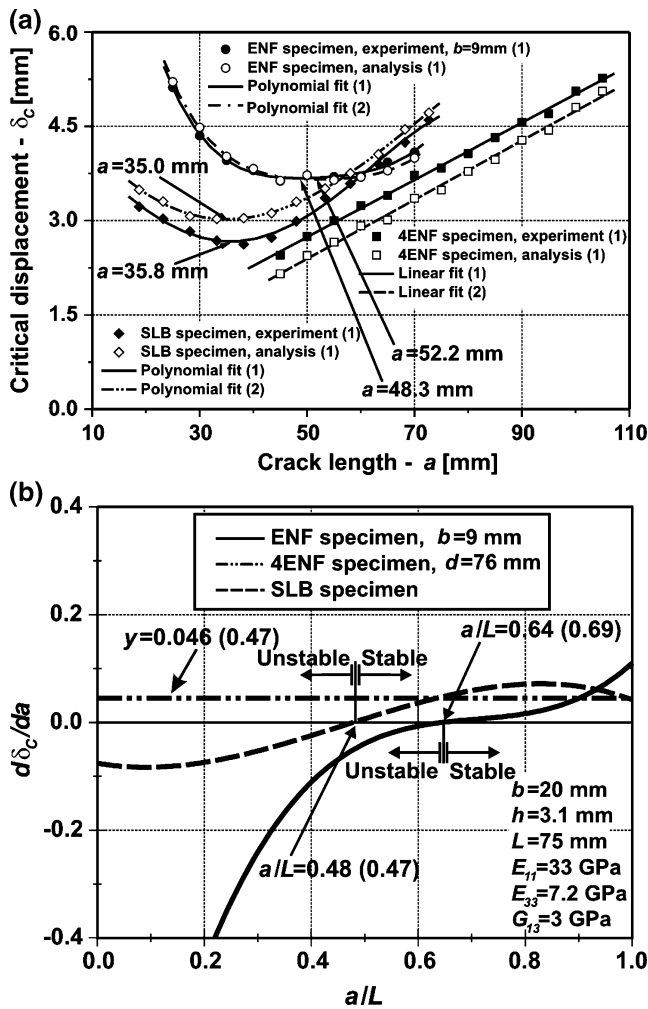 (a)
6.0
4.5
3.0
1.5
0.0
Critical displacement - δC [mm]
ENF specimen, experiment, b=9mm (1)
ENF specimen, analysis (1)
Polynomial fit (1)
Polynomial fit (2)
a=35.0 mm
a=35.8 mm
4ENF specimen, experiment (1)
4ENF specimen, analysis (1)
Linear fit (1)
Linear fit (2)
SLB specimen, experiment (1)
SLB specimen, analysis (1)
Polynomial fit (1)
Polynomial fit (2)
a=52.2 mm
a=48.3 mm
10 30 50 70 90 110
Crack length - a [mm]
(b)
0.4
0.2
0.0
-0.2
-0.4
dδC/da
ENF specimen, b=9 mm
4ENF specimen, d=76 mm
SLB specimen
y=0.046 (0.47)
a/L=0.64 (0.69)
Unstable Stable
Unstable Stable
a/L=0.48 (0.47)
b=20 mm
h=3.1 mm
L=75 mm
E11=33 GPa
E33=7.2 GPa
G13=3 GPa
0.0 0.2 0.4 0.6 0.8 1.0
a/L